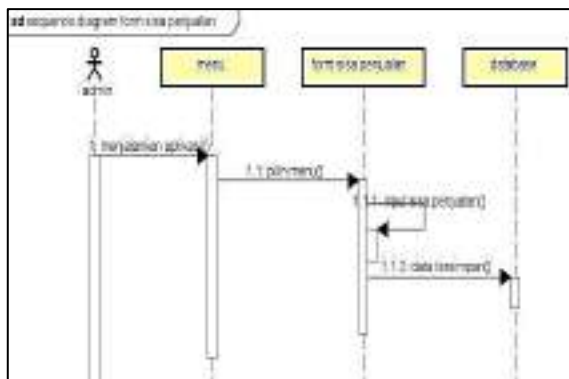 sd sequence diagram form sisa penjualan
admin
menu
form sisa penjualan
database
1: menjalankan aplikasi()
1.1: pilih menu()
1.1.1: input sisa penjualan()
1.1.2: data tersimpan()